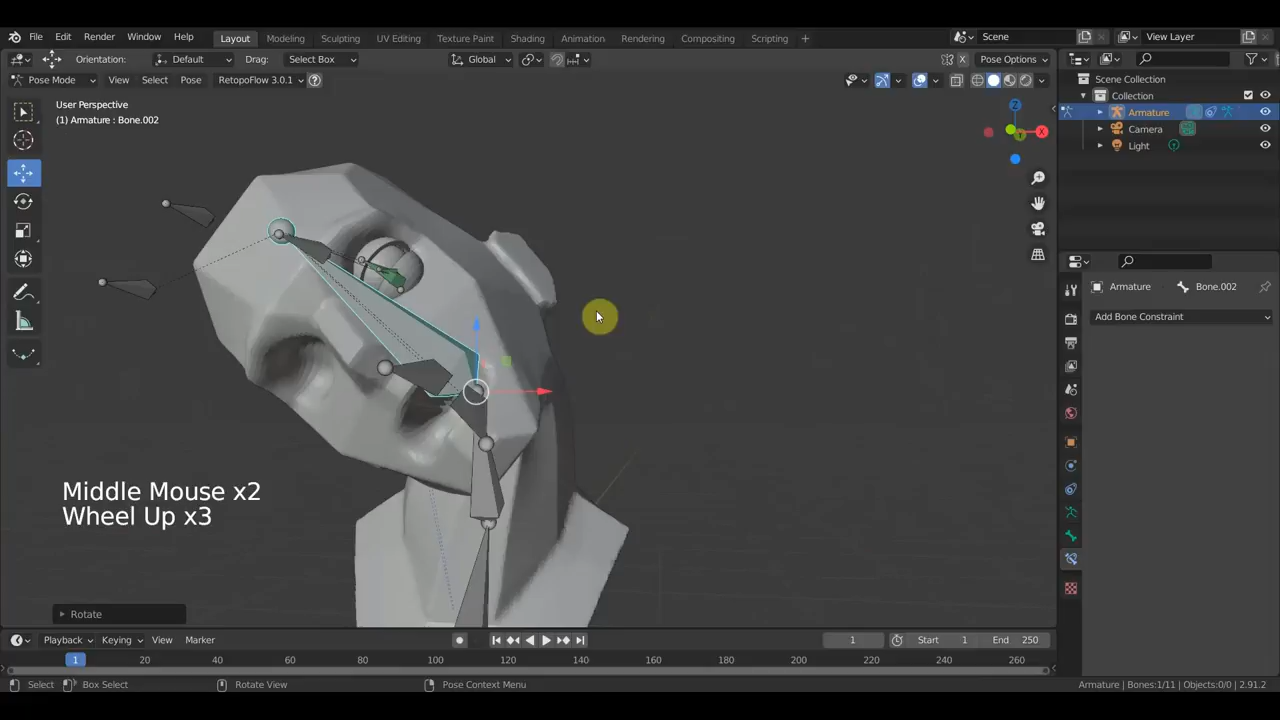 File Edit Render Window Help Layout Modeling Sculpting UV Editing Texture Paint Shading Animation Rendering Compositing Scripting + Scene View Layer
Orientation: Default Drag: Select Box Global X Pose Options
Pose Mode View Select Pose RetopoFlow 3.0.1 ?
Scene Collection
Collection
Armature
Camera
Light
User Perspective
(1) Armature : Bone.002
Z
X
Y
Armature Bone.002
Add Bone Constraint
Middle Mouse x2
Wheel Up x3
Rotate
Playback Keying View Marker 1 Start 1 End 250
1 20 40 60 80 100 120 140 160 180 200 220 240 260
Select Box Select Rotate View Pose Context Menu Armature | Bones:1/11 | Objects:0/0 | 2.91.2